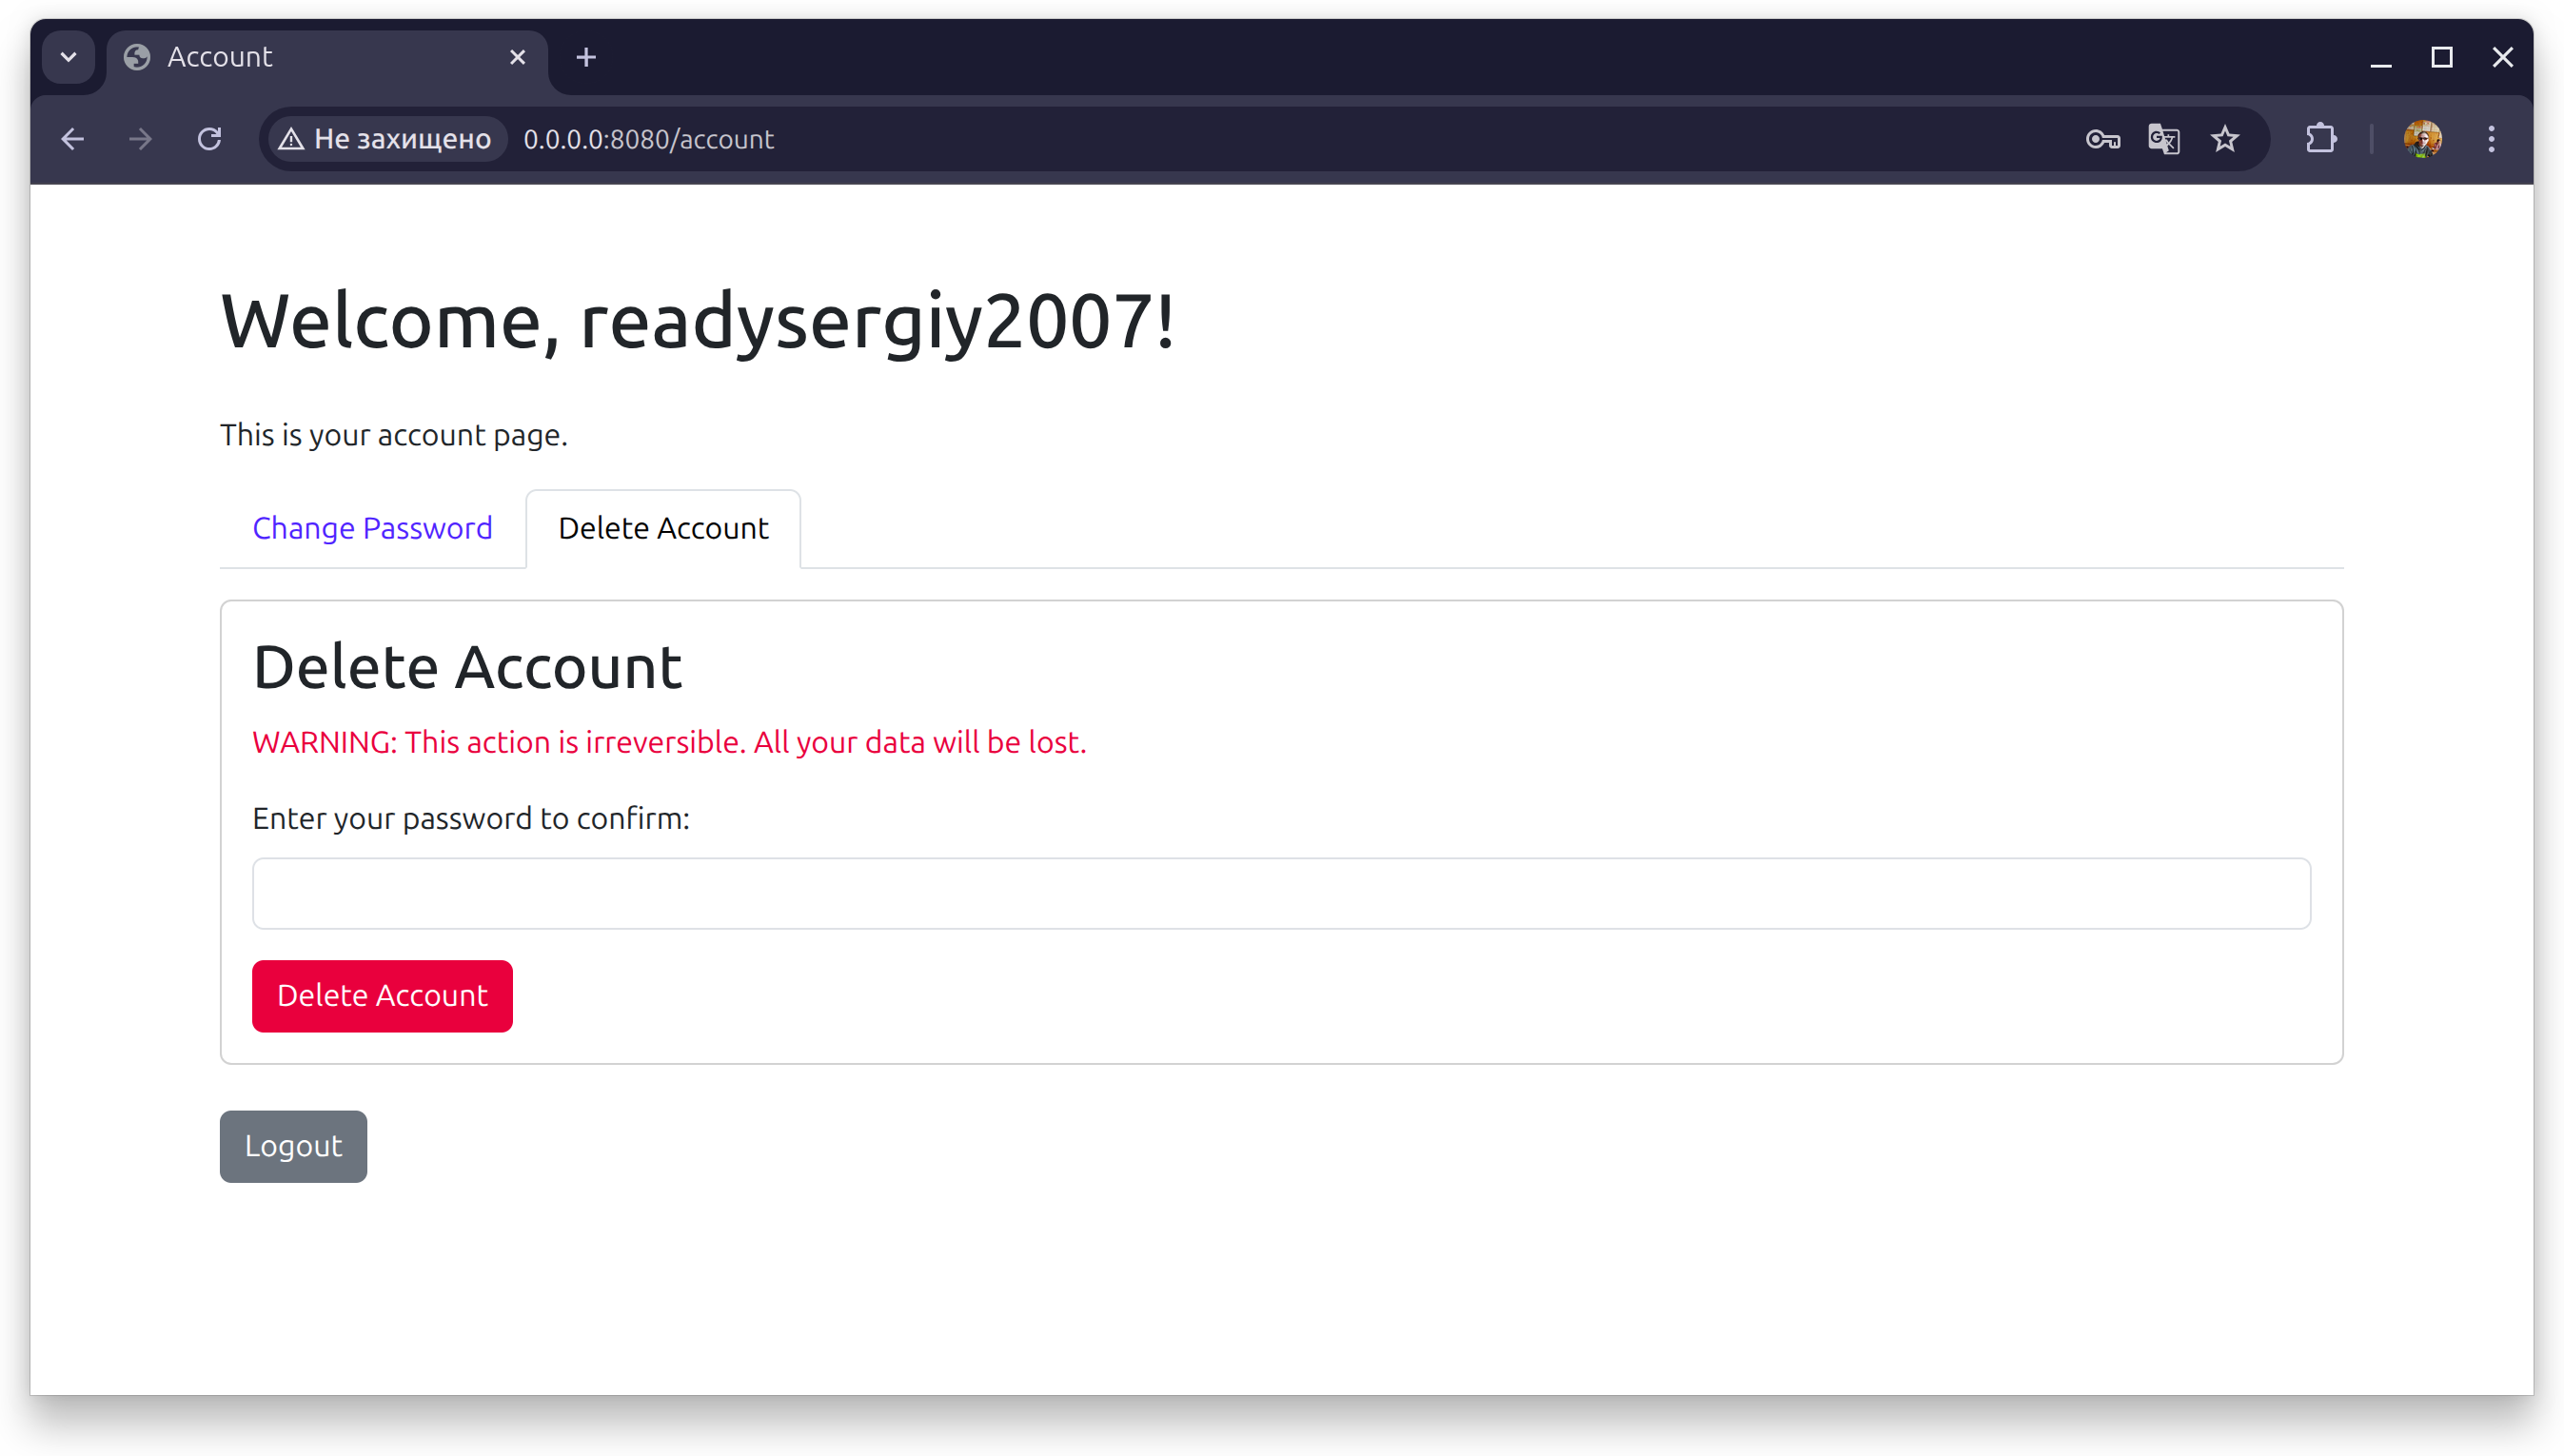 Account
Не захищено 0.0.0.0:8080/account
Welcome, readysergiy2007!
This is your account page.
Change Password Delete Account
Delete Account
WARNING: This action is irreversible. All your data will be lost.
Enter your password to confirm:
Delete Account
Logout